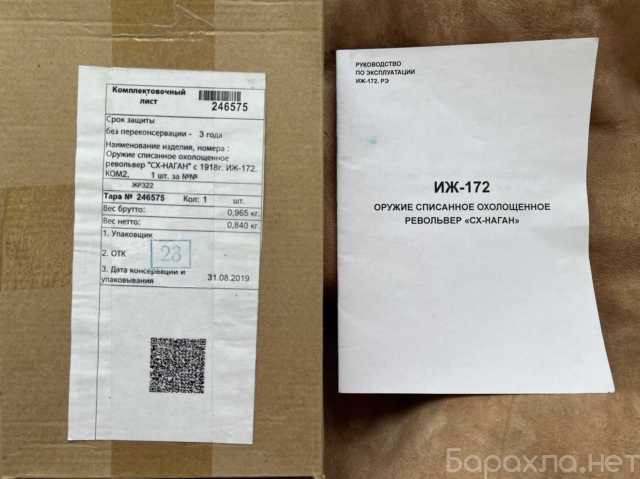 Комплектовочный
лист
246575
Срок защиты
без переконсервации - 3 года
Наименование изделия, номера :
Оружие списанное охолощенное
револьвер "СХ-НАГАН" с 1918г. ИЖ-172.
КОМ2, 1 шт. за №№
ЖР322
Тара № 246575 Кол: 1 шт.
Вес брутто: 0,965 кг.
Вес нетто: 0,840 кг.
1. Упаковщик
2. ОТК 23 -
3. Дата консервации и
упаковывания 31.08.2019
РУКОВОДСТВО
ПО ЭКСПЛУАТАЦИИ
ИЖ-172. РЭ
ИЖ-172
ОРУЖИЕ СПИСАННОЕ ОХОЛОЩЕННОЕ
РЕВОЛЬВЕР «СХ-НАГАН»
Барахла.нет